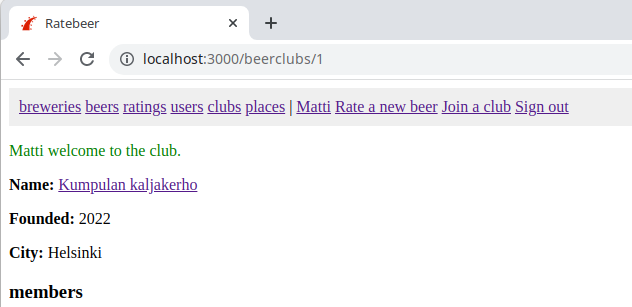 Ratebeer
localhost:3000/beerclubs/1
breweries beers ratings users clubs places | Matti Rate a new beer Join a club Sign out
Matti welcome to the club.
Name: Kumpulan kaljakerho
Founded: 2022
City: Helsinki
members